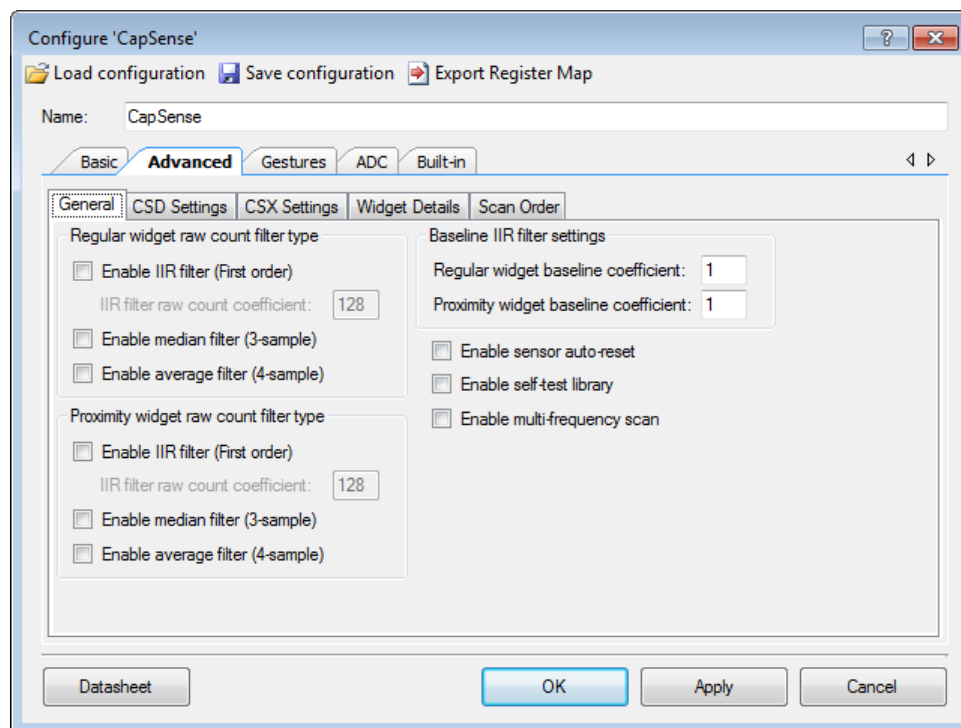 Configure 'CapSense'
Load configuration Save configuration Export Register Map
Name: CapSense
Basic Advanced Gestures ADC Built-in
General CSD Settings CSX Settings Widget Details Scan Order
Regular widget raw count filter type
Enable IIR filter (First order)
IIR filter raw count coefficient: 128
Enable median filter (3-sample)
Enable average filter (4-sample)
Proximity widget raw count filter type
Enable IIR filter (First order)
IIR filter raw count coefficient: 128
Enable median filter (3-sample)
Enable average filter (4-sample)
Baseline IIR filter settings
Regular widget baseline coefficient: 1
Proximity widget baseline coefficient: 1
Enable sensor auto-reset
Enable self-test library
Enable multi-frequency scan
Datasheet OK Apply Cancel